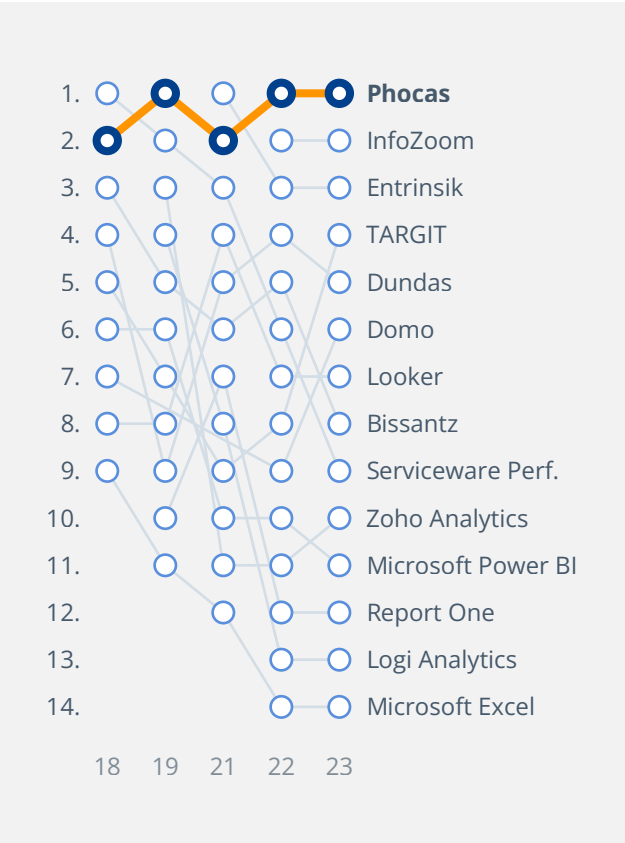 1. Phocas
2. InfoZoom
3. Entrinsik
4. TARGIT
5. Dundas
6. Domo
7. Looker
8. Bissantz
9. Serviceware Perf.
10. Zoho Analytics
11. Microsoft Power BI
12. Report One
13. Logi Analytics
14. Microsoft Excel
18 19 21 22 23